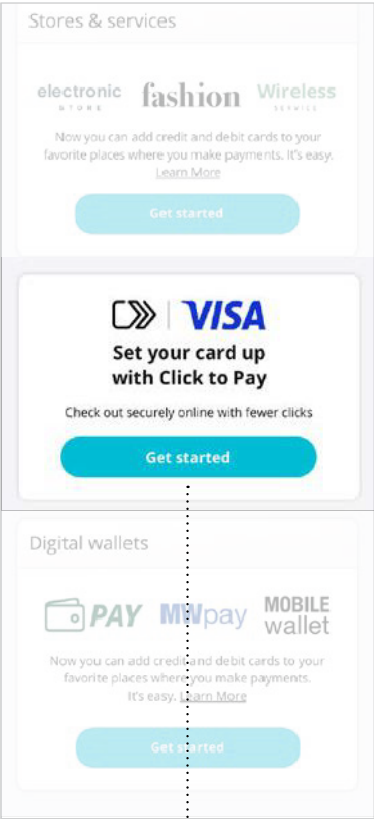 Stores & services
electronic
STORE
fashion
Wireless
SERVICE
Now you can add credit and debit cards to your
favorite places where you make payments. It's easy.
Learn More
Get started
VISA
Set your card up
with Click to Pay
Check out securely online with fewer clicks
Get started
Digital wallets
PAY
MWpay
MOBILE
wallet
Now you can add credit and debit cards to your
favorite places where you make payments.
It's easy. Learn More
Get started